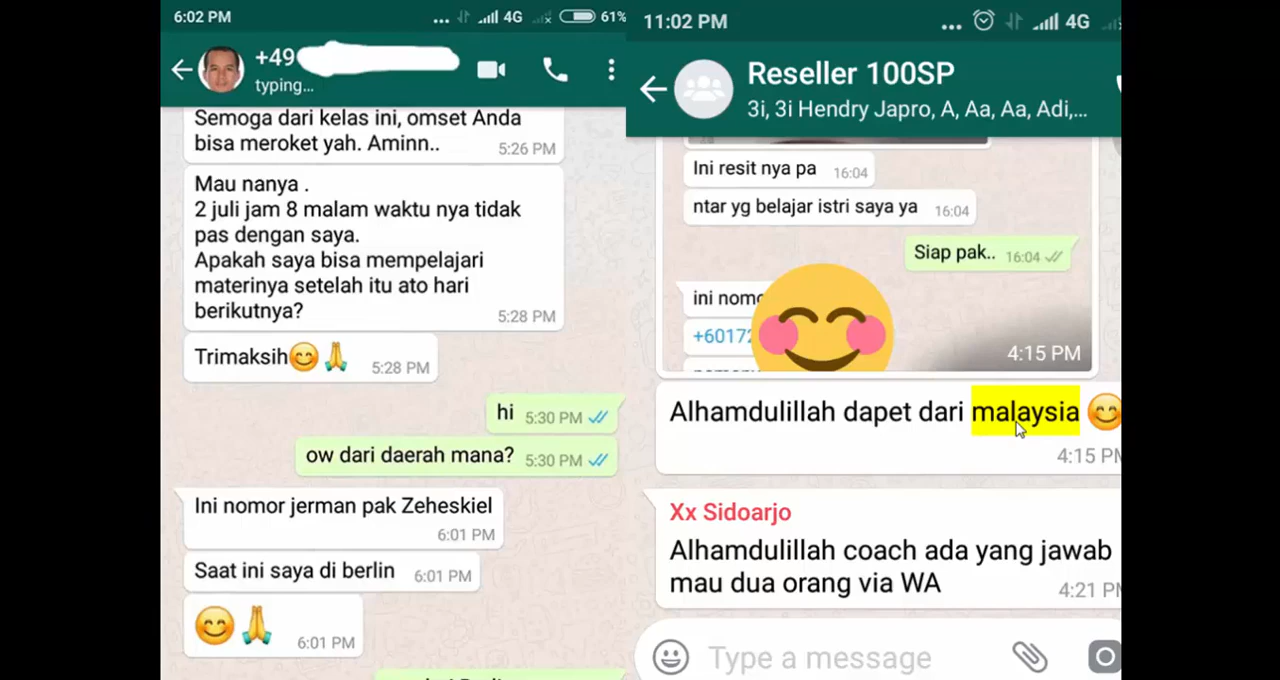 6:02 PM
... 4G 61%
+49
typing...
Semoga dari kelas ini, omset Anda
bisa meroket yah. Aminn..
5:26 PM
Mau nanya .
2 juli jam 8 malam waktu nya tidak
pas dengan saya.
Apakah saya bisa mempelajari
materinya setelah itu ato hari
berikutnya?
5:28 PM
Trimaksih😊🙏
5:28 PM
hi
5:30 PM
ow dari daerah mana?
5:30 PM
Ini nomor jerman pak Zeheskiel
6:01 PM
Saat ini saya di berlin
6:01 PM
😊🙏
6:01 PM
11:02 PM
... 4G
Reseller 100SP
3i, 3i Hendry Japro, A, Aa, Aa, Adi,...
Ini resit nya pa
16:04
ntar yg belajar istri saya ya
16:04
Siap pak..
16:04
ini nomo
+60172
4:15 PM
Alhamdulillah dapet dari malaysia 😊
4:15 PM
Xx Sidoarjo
Alhamdulillah coach ada yang jawab
mau dua orang via WA
4:21 PM
Type a message